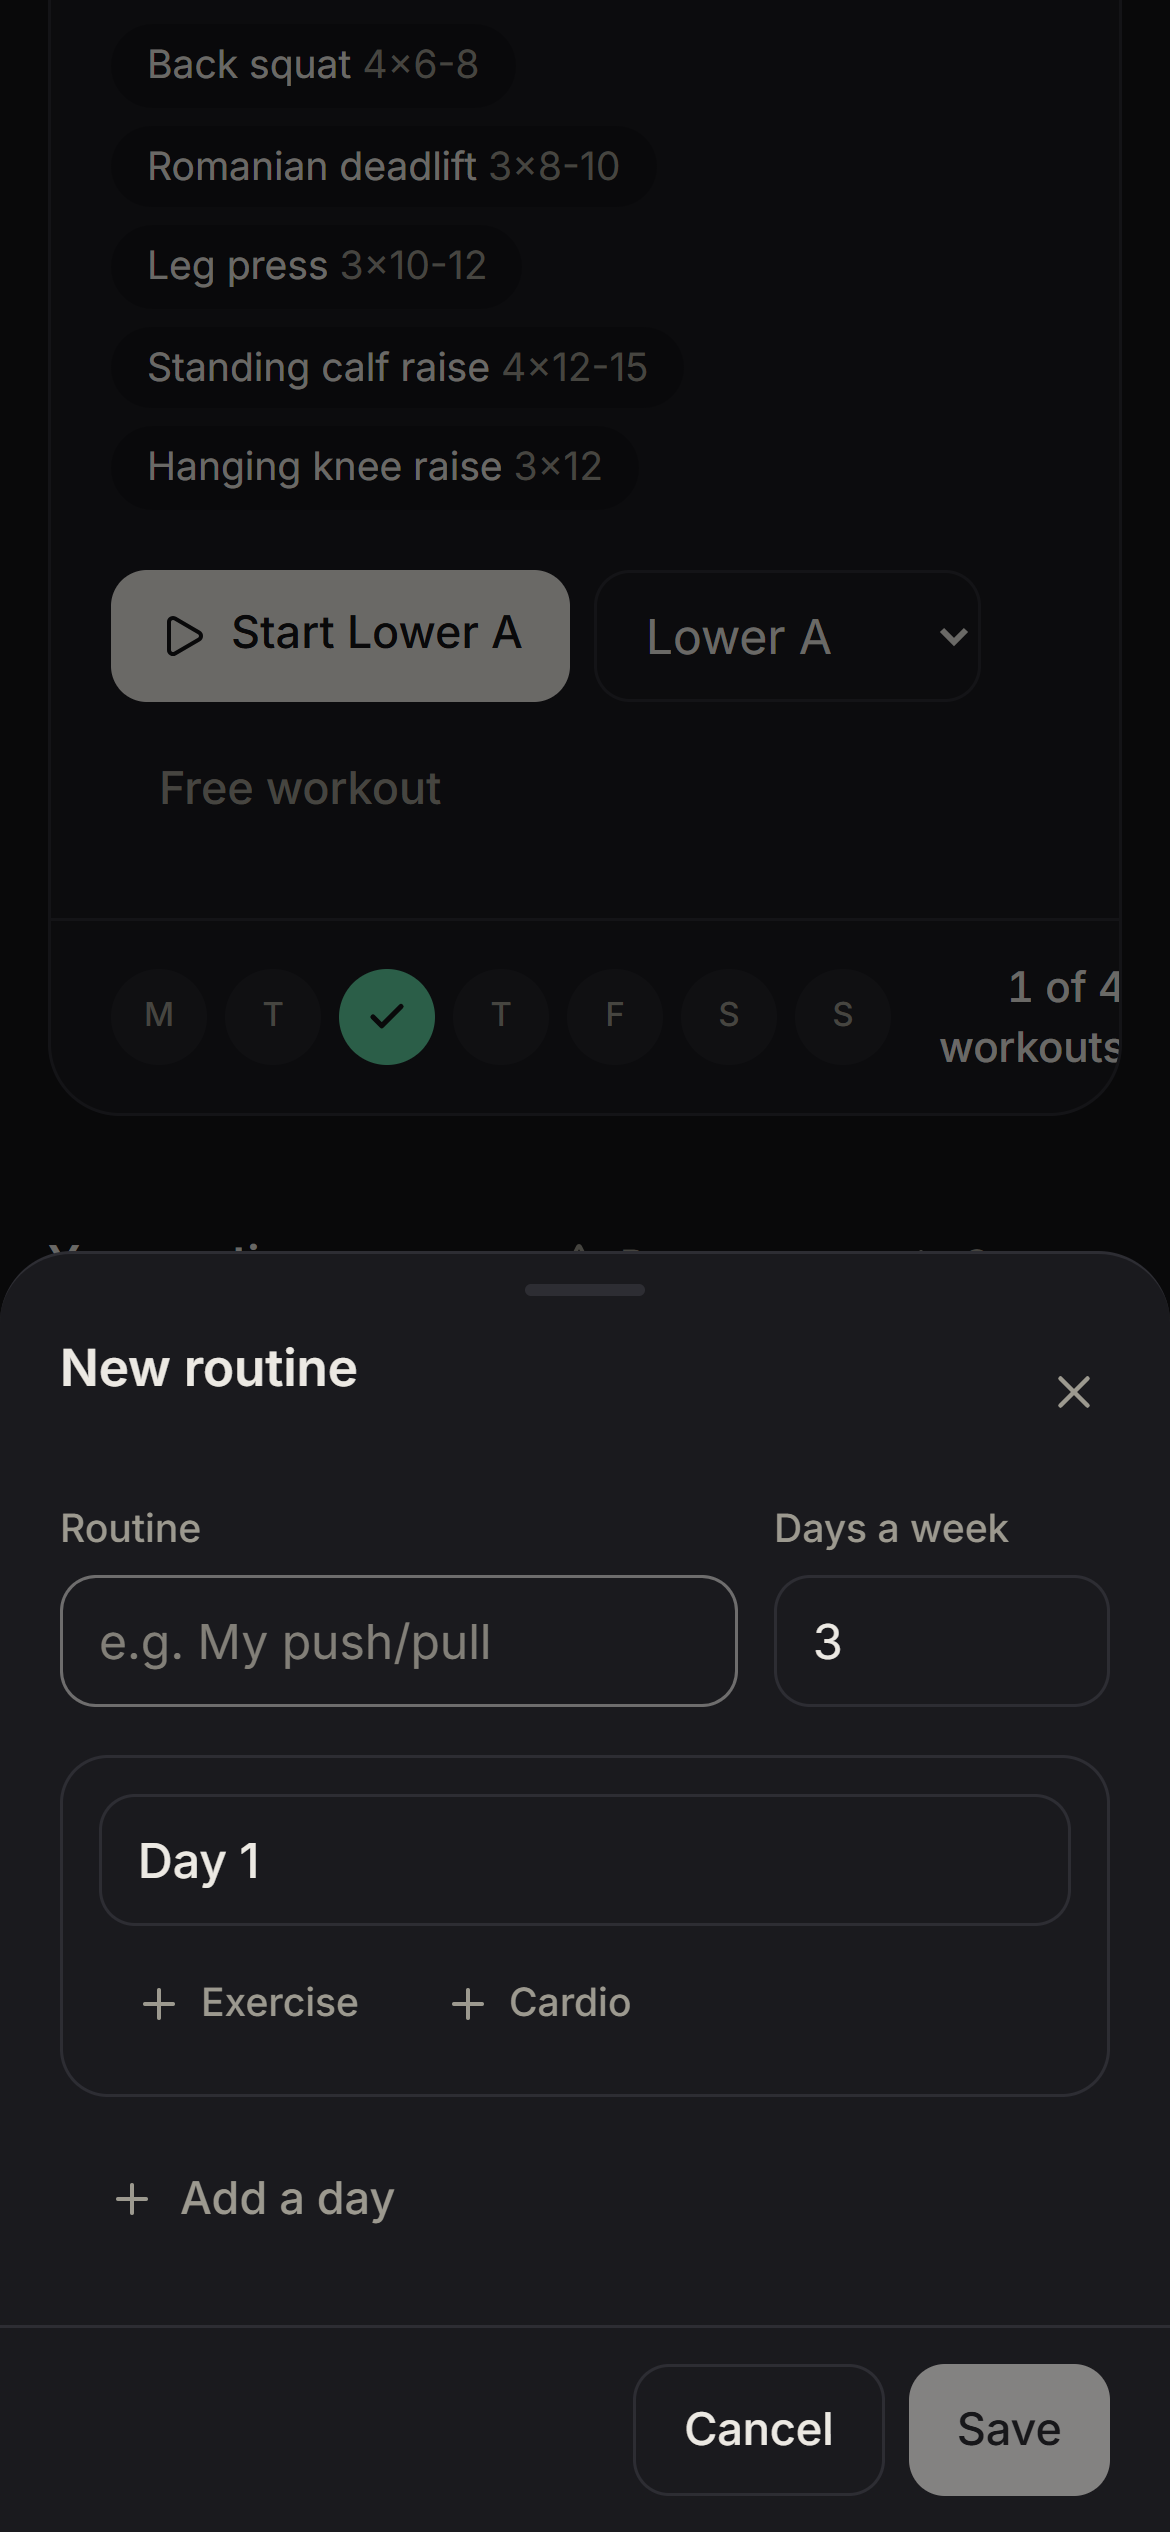 Back squat 4×6-8
Romanian deadlift 3×8-10
Leg press 3×10-12
Standing calf raise 4×12-15
Hanging knee raise 3×12
Start Lower A
Lower A
Free workout
M T T F S S
1 of 4
workouts
New routine
Routine
Days a week
e.g. My push/pull
3
Day 1
Exercise
Cardio
Add a day
Cancel
Save